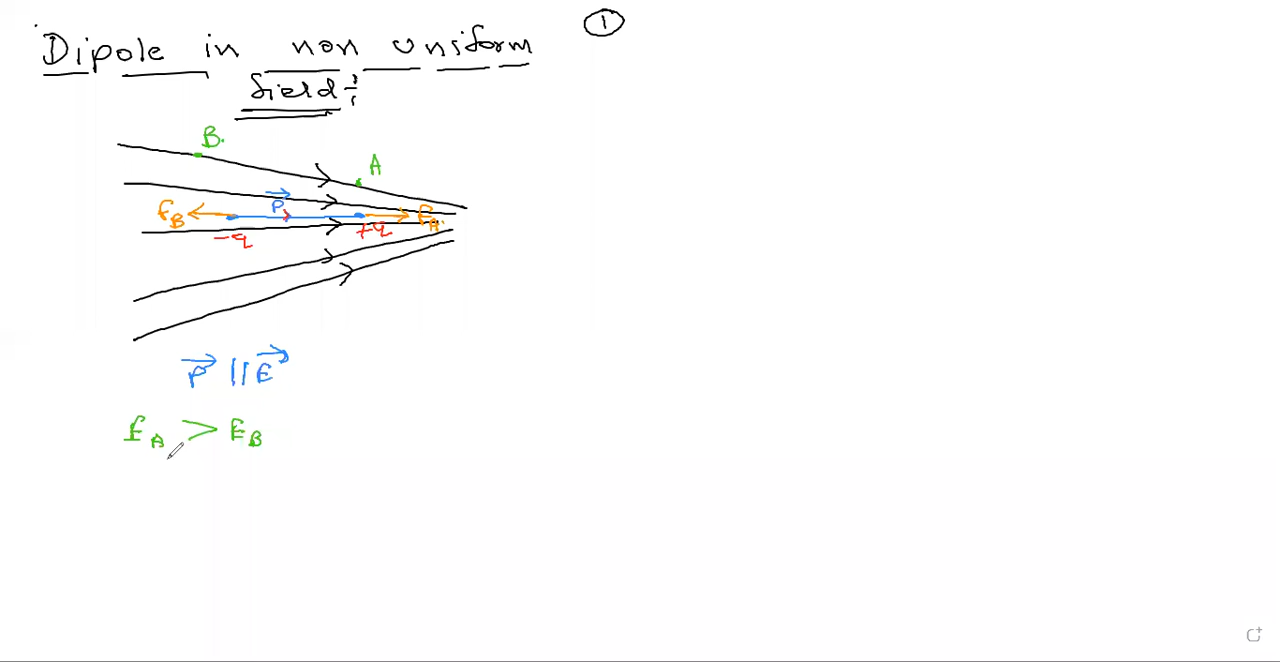 ①
Dipole in non uniform
field :-
B.
A
P⃗
F_B
F_A.
-q
+q
P⃗ || E⃗
E_A > E_B